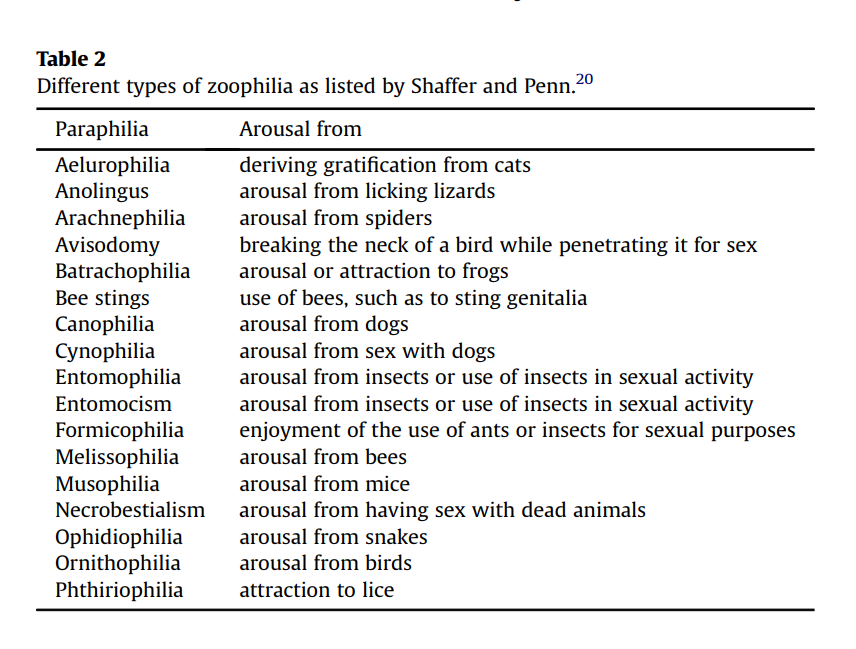 Table 2
Different types of zoophilia as listed by Shaffer and Penn.20
Paraphilia Arousal from
Aelurophilia deriving gratification from cats
Anolingus arousal from licking lizards
Arachnephilia arousal from spiders
Avisodomy breaking the neck of a bird while penetrating it for sex
Batrachophilia arousal or attraction to frogs
Bee stings use of bees, such as to sting genitalia
Canophilia arousal from dogs
Cynophilia arousal from sex with dogs
Entomophilia arousal from insects or use of insects in sexual activity
Entomocism arousal from insects or use of insects in sexual activity
Formicophilia enjoyment of the use of ants or insects for sexual purposes
Melissophilia arousal from bees
Musophilia arousal from mice
Necrobestialism arousal from having sex with dead animals
Ophidiophilia arousal from snakes
Ornithophilia arousal from birds
Phthiriophilia attraction to lice